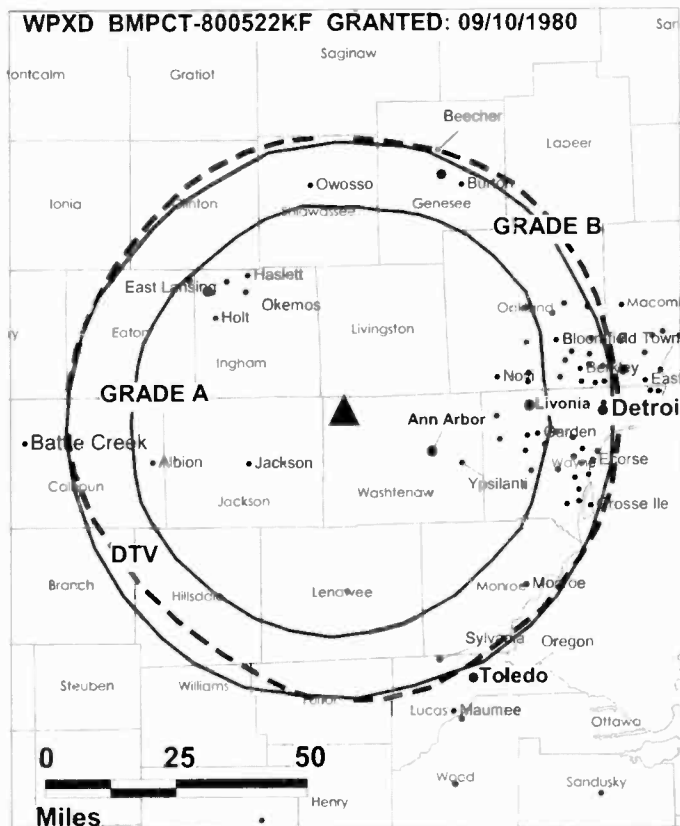 WPXD BMPCT-800522KF GRANTED: 09/10/1980
Saginaw
Gratiot
Beecher
Lapeer
Owosso
Burton
Ionia
Clinton
Shiawassee
Genesee
GRADE B
East Lansing
Haslett
Okemos
Oakland
Macomb
Holt
Eaton
Livingston
Bloomfield Town
Ingham
Berkley
Novi
East
GRADE A
Livonia
Detroi
Ann Arbor
Battle Creek
Garden
Albion
Jackson
Wayne
Ecorse
Calhoun
Ypsilanti
Jackson
Washtenaw
Grosse Ile
DTV
Branch
Hillsdale
Lenawee
Monroe
Monroe
Sylvania
Oregon
Steuben
Williams
Fulton
Toledo
Lucas
Maumee
Ottawa
0 25 50
Wood
Sandusky
Miles
Henry